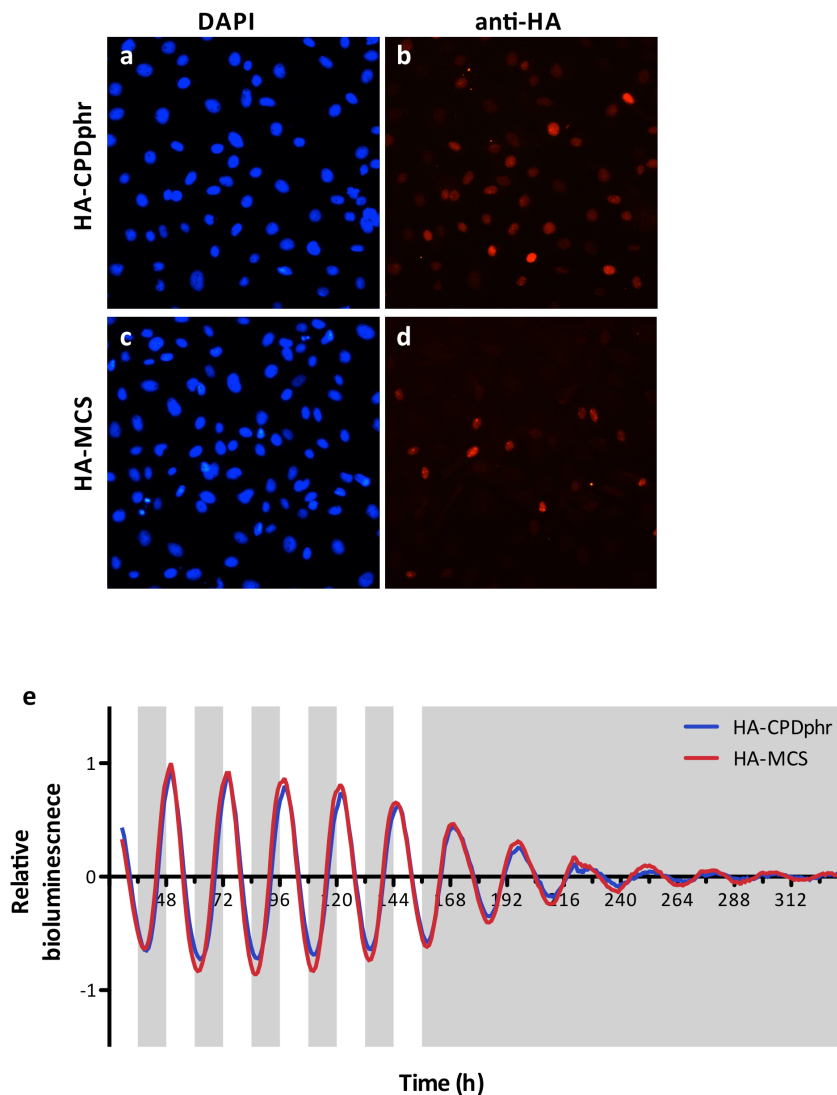 DAPI
anti-HA
HA-CPDphr
a
b
HA-MCS
c
d
e
HA-CPDphr
HA-MCS
Relative
bioluminescnece
1
0
-1
48 72 96 120 144 168 192 216 240 264 288 312
Time (h)